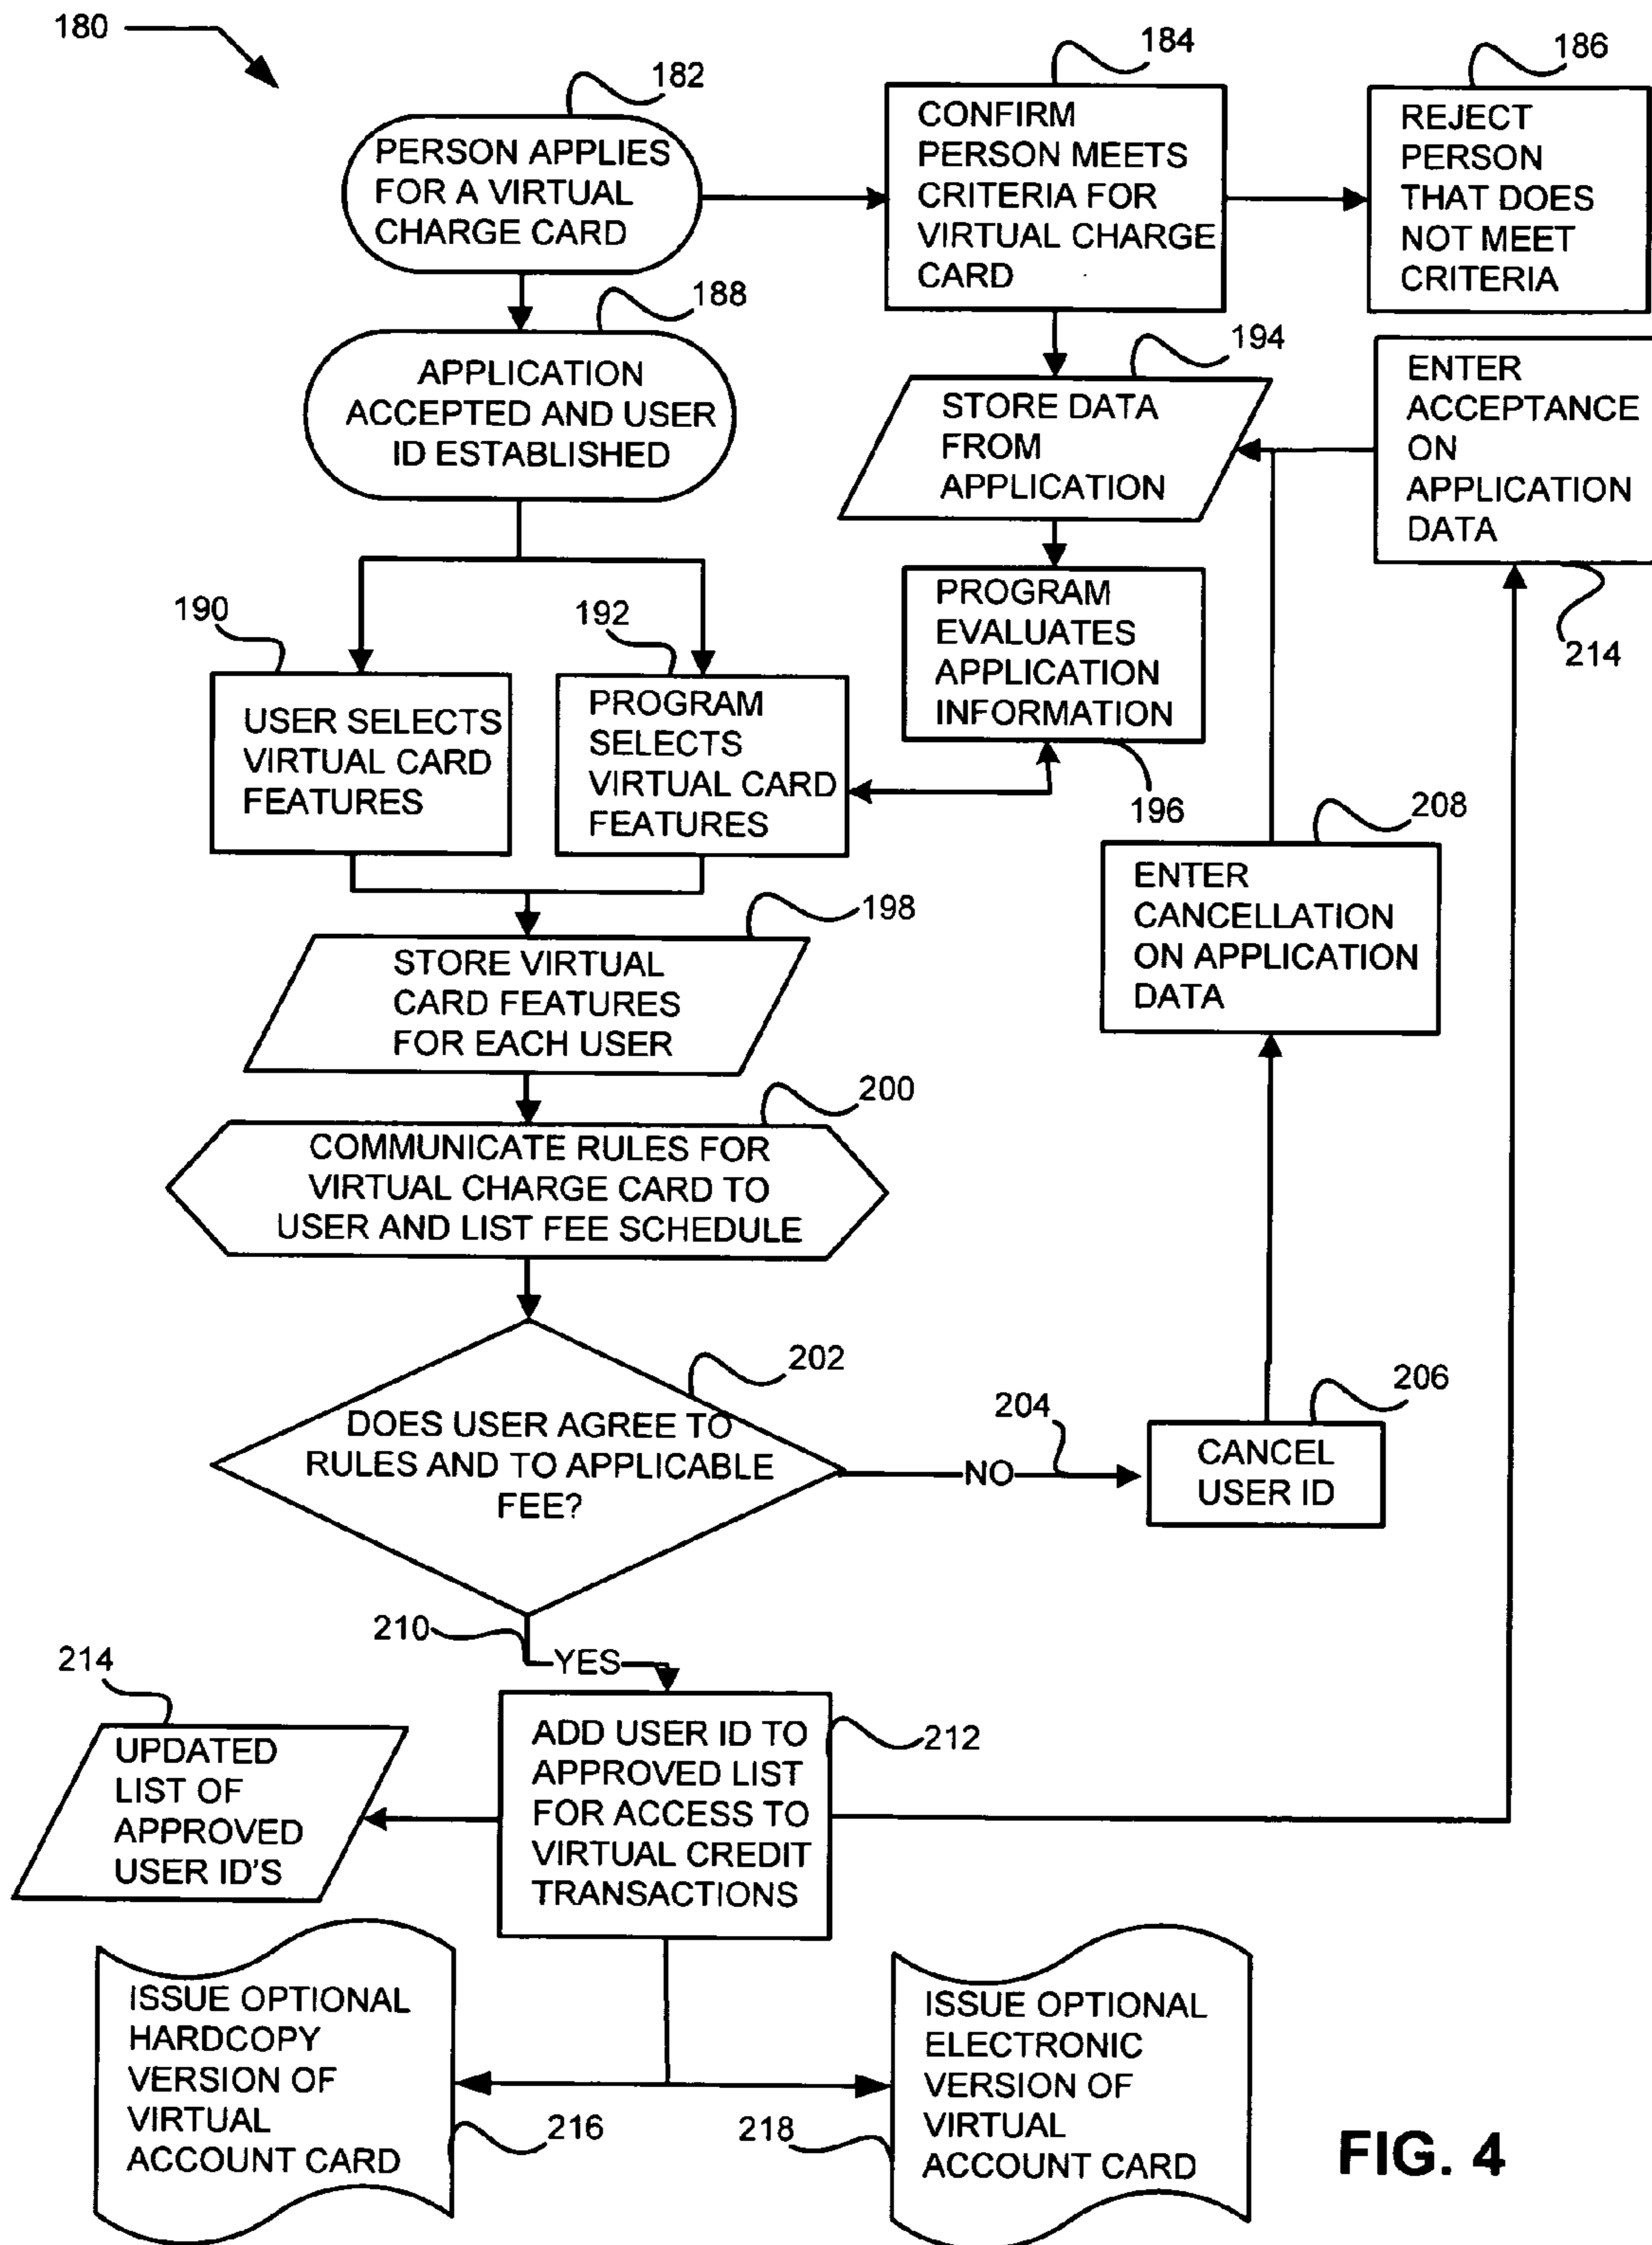 180
182
PERSON APPLIES
FOR A VIRTUAL
CHARGE CARD
184
CONFIRM
PERSON MEETS
CRITERIA FOR
VIRTUAL CHARGE
CARD
186
REJECT
PERSON
THAT DOES
NOT MEET
CRITERIA
188
APPLICATION
ACCEPTED AND USER
ID ESTABLISHED
194
STORE DATA
FROM
APPLICATION
ENTER
ACCEPTANCE
ON
APPLICATION
DATA
214
190
USER SELECTS
VIRTUAL CARD
FEATURES
192
PROGRAM
SELECTS
VIRTUAL CARD
FEATURES
PROGRAM
EVALUATES
APPLICATION
INFORMATION
196
208
ENTER
CANCELLATION
ON APPLICATION
DATA
198
STORE VIRTUAL
CARD FEATURES
FOR EACH USER
200
COMMUNICATE RULES FOR
VIRTUAL CHARGE CARD TO
USER AND LIST FEE SCHEDULE
202
DOES USER AGREE TO
RULES AND TO APPLICABLE
FEE?
204
NO
206
CANCEL
USER ID
210
YES
214
UPDATED
LIST OF
APPROVED
USER ID'S
ADD USER ID TO
APPROVED LIST
FOR ACCESS TO
VIRTUAL CREDIT
TRANSACTIONS
212
ISSUE OPTIONAL
HARDCOPY
VERSION OF
VIRTUAL
ACCOUNT CARD
216
218
ISSUE OPTIONAL
ELECTRONIC
VERSION OF
VIRTUAL
ACCOUNT CARD
FIG. 4